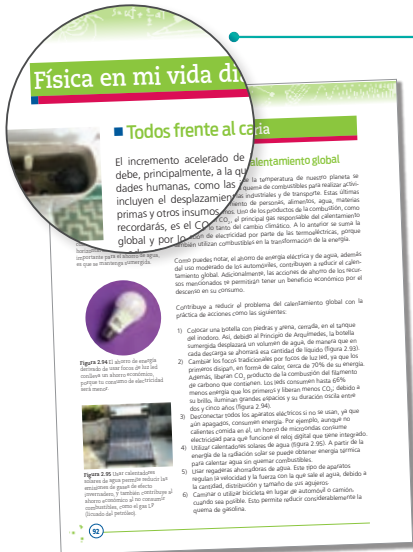 Física en mi vida di
Todos frente al ca
El incremento acelerado de
debe, principalmente, a la qu
dades humanas, como las
incluyen el desplazamien
primas y otros insumos
recordarás, es el CO
global y por lo
ria
alentamiento global
de la temperatura de nuestro planeta se
quema de combustibles para realizar activi-
industriales y de transporte. Estas últimas
miento de personas, alimentos, agua, materias
mos. Uno de los productos de la combustión, como
CO₂, el principal gas responsable del calentamiento
lo tanto del cambio climático. A lo anterior se suma la
de electricidad por parte de las termoeléctricas, porque
también utilizan combustibles en la transformación de la energía.
Como puedes notar, el ahorro de energía eléctrica y de agua, además
del uso moderado de los automóviles, contribuyen a reducir el calen-
tamiento global. Adicionalmente, las acciones de ahorro de los recur-
sos mencionados te permitirán tener un beneficio económico por el
descenso en su consumo.
Contribuye a reducir el problema del calentamiento global con la
práctica de acciones como las siguientes:
1) Colocar una botella con piedras y arena, cerrada, en el tanque
del inodoro. Así, debido al Principio de Arquímedes, la botella
sumergida desplazará un volumen de agua, de manera que en
cada descarga se ahorrará esa cantidad de líquido (figura 2.93).
2) Cambiar los focos tradicionales por focos de luz led, ya que los
primeros disipan, en forma de calor, cerca de 70% de su energía.
Además, liberan CO₂ producto de la combustión del filamento
de carbono que contienen. Los leds consumen hasta 66%
menos energía que los primeros y liberan menos CO₂; debido a
su brillo, iluminan grandes espacios y su duración oscila entre
dos y cinco años (figura 2.94).
3) Desconectar todos los aparatos eléctricos si no se usan, ya que
aún apagados, consumen energía. Por ejemplo, aunque no
calientes comida en él, un horno de microondas consume
electricidad para que funcione el reloj digital que tiene integrado.
4) Utilizar calentadores solares de agua (figura 2.95). A partir de la
energía de la radiación solar se puede obtener energía térmica
para calentar agua sin quemar combustibles.
5) Usar regaderas ahorradoras de agua. Este tipo de aparatos
regulan su velocidad y la fuerza con la que sale el agua, debido a
la cantidad, distribución y tamaño de sus agujeros.
6) Caminar o utilizar bicicleta en lugar de automóvil o camión,
cuando sea posible. Esto permite reducir considerablemente la
quema de gasolina.
importante para el ahorro de agua,
es que se mantenga sumergida.
Figura 2.94 El ahorro de energía
derivado de usar focos de luz led
conlleva un ahorro económico,
porque tu consumo de electricidad
será menor.
Figura 2.95 Usar calentadores
solares de agua permite reducir las
emisiones de gases de efecto
invernadero, y también contribuye al
ahorro económico al no consumir
combustibles, como el gas LP
(licuado del petróleo).
92